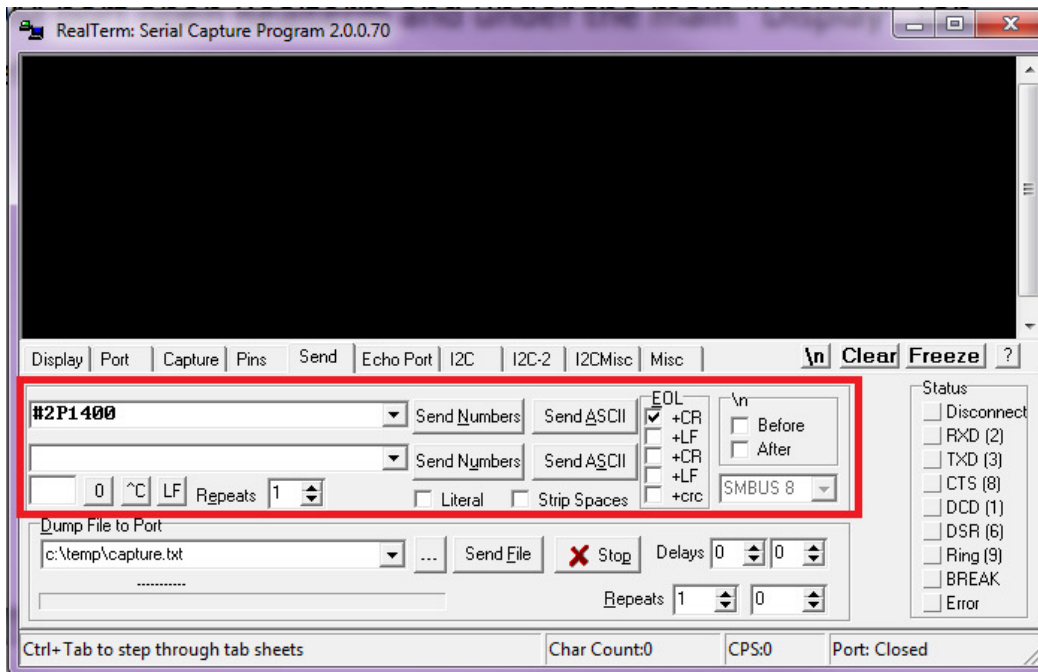 RealTerm: Serial Capture Program 2.0.0.70
Display Port Capture Pins Send Echo Port I2C I2C-2 I2CMisc Misc \n Clear Freeze ?
#2P1400 Send Numbers Send ASCII
Send Numbers Send ASCII
0 ^C LF Repeats 1 Literal Strip Spaces
EOL
+CR
+LF
+CR
+LF
+crc
\n
Before
After
SMBUS 8
Status
Disconnect
RXD (2)
TXD (3)
CTS (8)
DCD (1)
DSR (6)
Ring (9)
BREAK
Error
Dump File to Port
c:\temp\capture.txt ... Send File Stop Delays 0 0
-----------
Repeats 1 0
Ctrl+Tab to step through tab sheets Char Count:0 CPS:0 Port: Closed